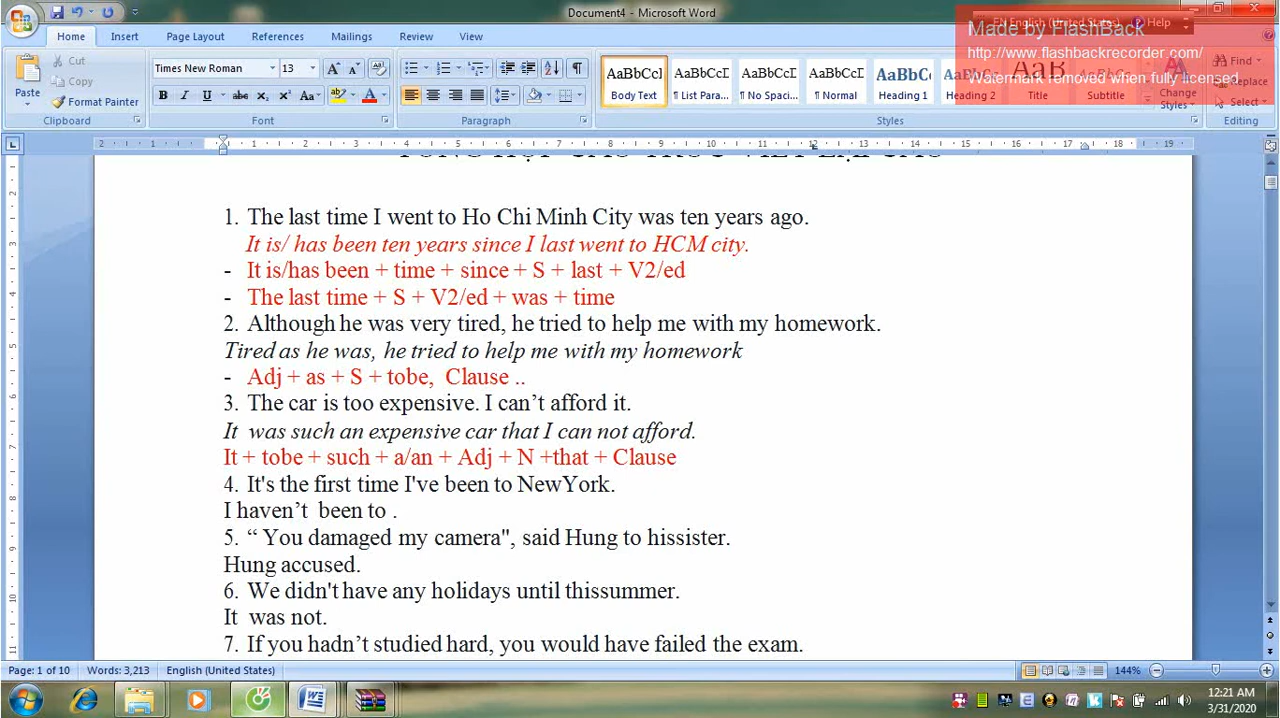 Document4 - Microsoft Word
Made by FlashBack
http://www.flashbackrecorder.com/
Watermark removed when fully licensed
EN English (United States) Help
Home Insert Page Layout References Mailings Review View
Paste
Cut
Copy
Format Painter
Clipboard
Times New Roman 13
Font
Paragraph
AaBbCcI AaBbCcD AaBbCcD AaBbCcD AaBbC AaB
Body Text ¶ List Para... ¶ No Spaci... ¶ Normal Heading 1 Heading 2 Title Subtitle
Change Styles
Styles
Find
Replace
Select
Editing
1. The last time I went to Ho Chi Minh City was ten years ago.
It is/ has been ten years since I last went to HCM city.
- It is/has been + time + since + S + last + V2/ed
- The last time + S + V2/ed + was + time
2. Although he was very tired, he tried to help me with my homework.
Tired as he was, he tried to help me with my homework
- Adj + as + S + tobe, Clause ..
3. The car is too expensive. I can’t afford it.
It was such an expensive car that I can not afford.
It + tobe + such + a/an + Adj + N +that + Clause
4. It's the first time I've been to NewYork.
I haven’t been to .
5. “ You damaged my camera", said Hung to hissister.
Hung accused.
6. We didn't have any holidays until thissummer.
It was not.
7. If you hadn’t studied hard, you would have failed the exam.
Page: 1 of 10 Words: 3,213 English (United States) 144%
12:21 AM
3/31/2020